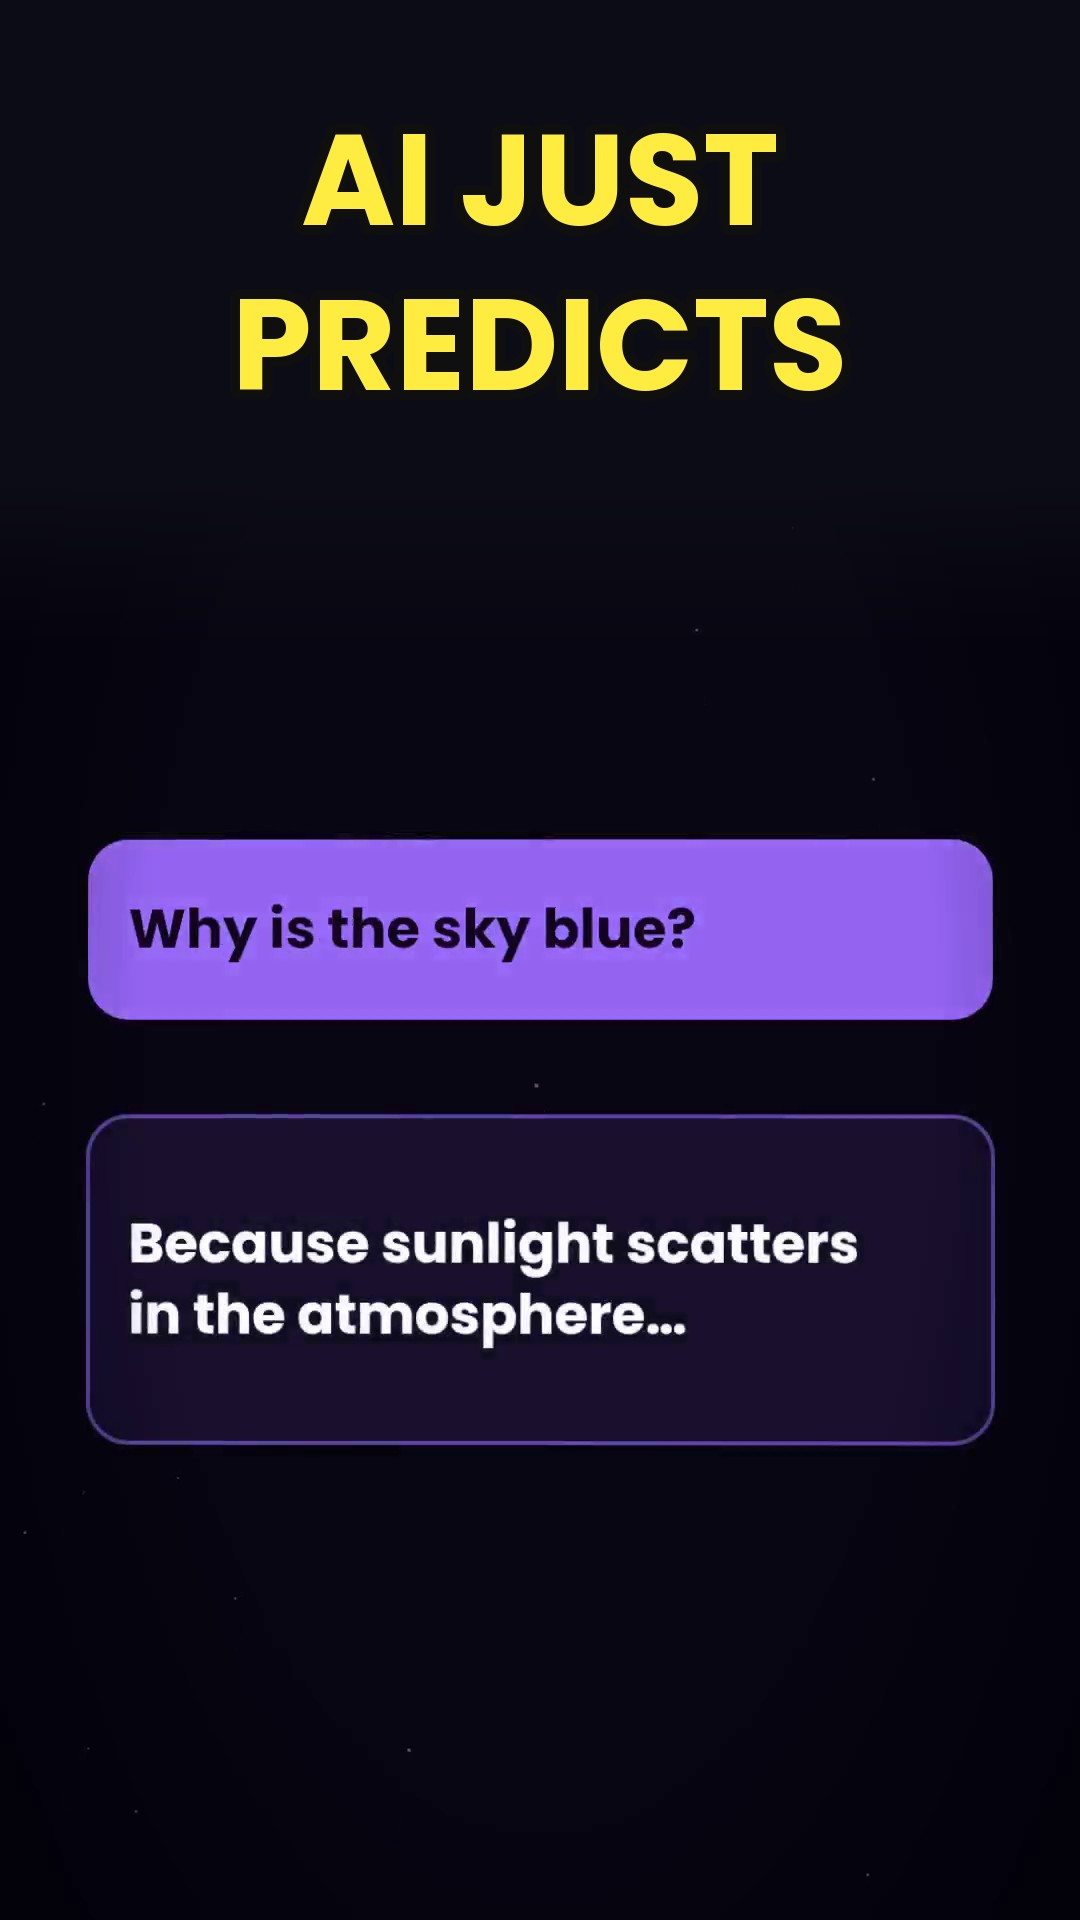 AI JUST
PREDICTS
Why is the sky blue?
Because sunlight scatters
in the atmosphere...